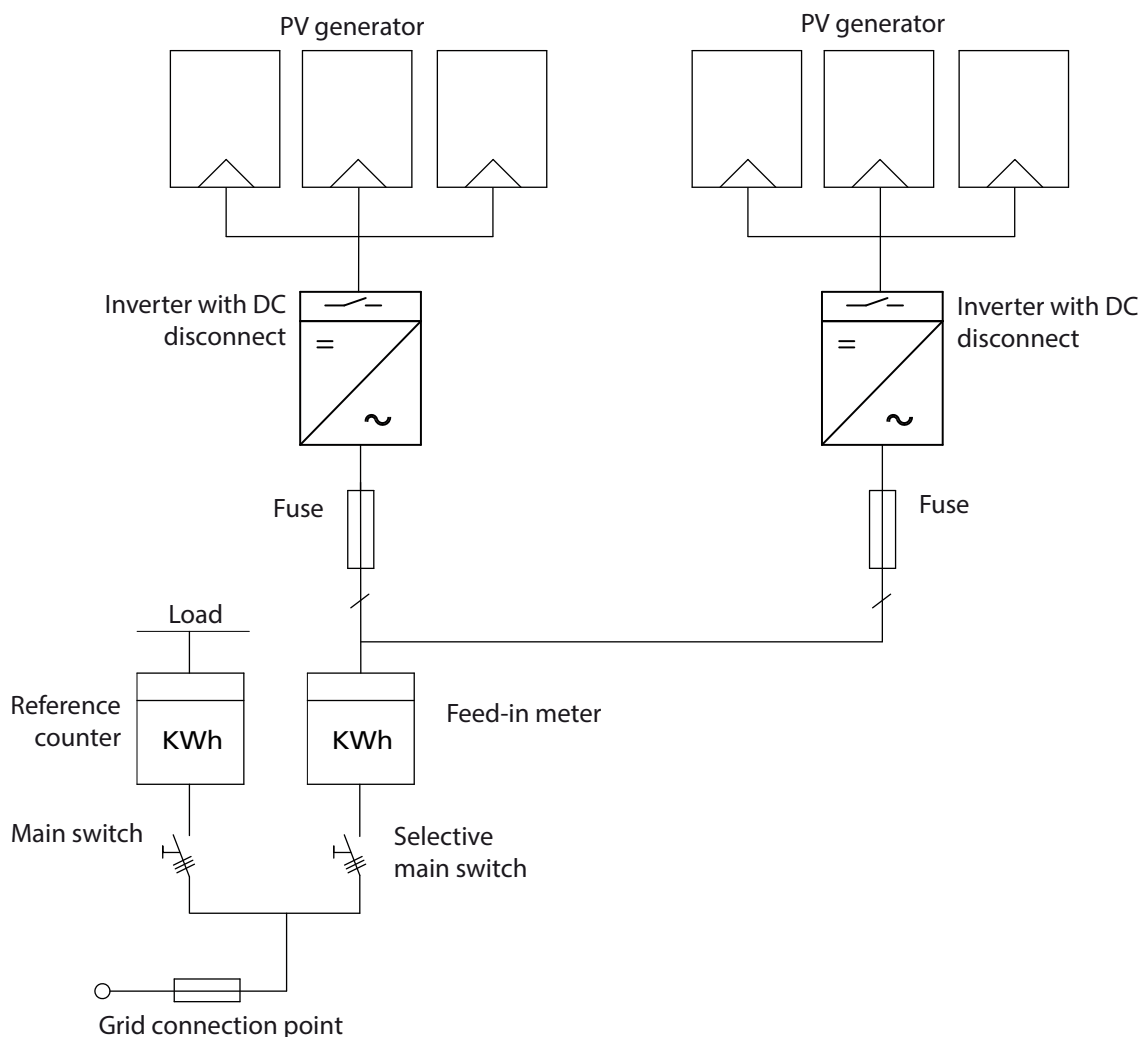 PV generator
PV generator
Inverter with DC
disconnect
Inverter with DC
disconnect
Fuse
Fuse
Load
Reference
counter
KWh
KWh
Feed-in meter
Main switch
Selective
main switch
Grid connection point